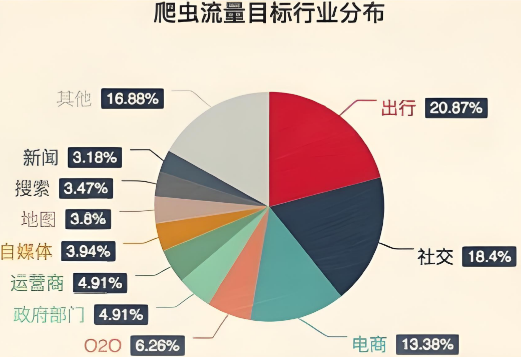 爬虫流量目标行业分布
出行 20.87%
社交 18.4%
电商 13.38%
O2O 6.26%
政府部门 4.91%
运营商 4.91%
自媒体 3.94%
地图 3.8%
搜索 3.47%
新闻 3.18%
其他 16.88%